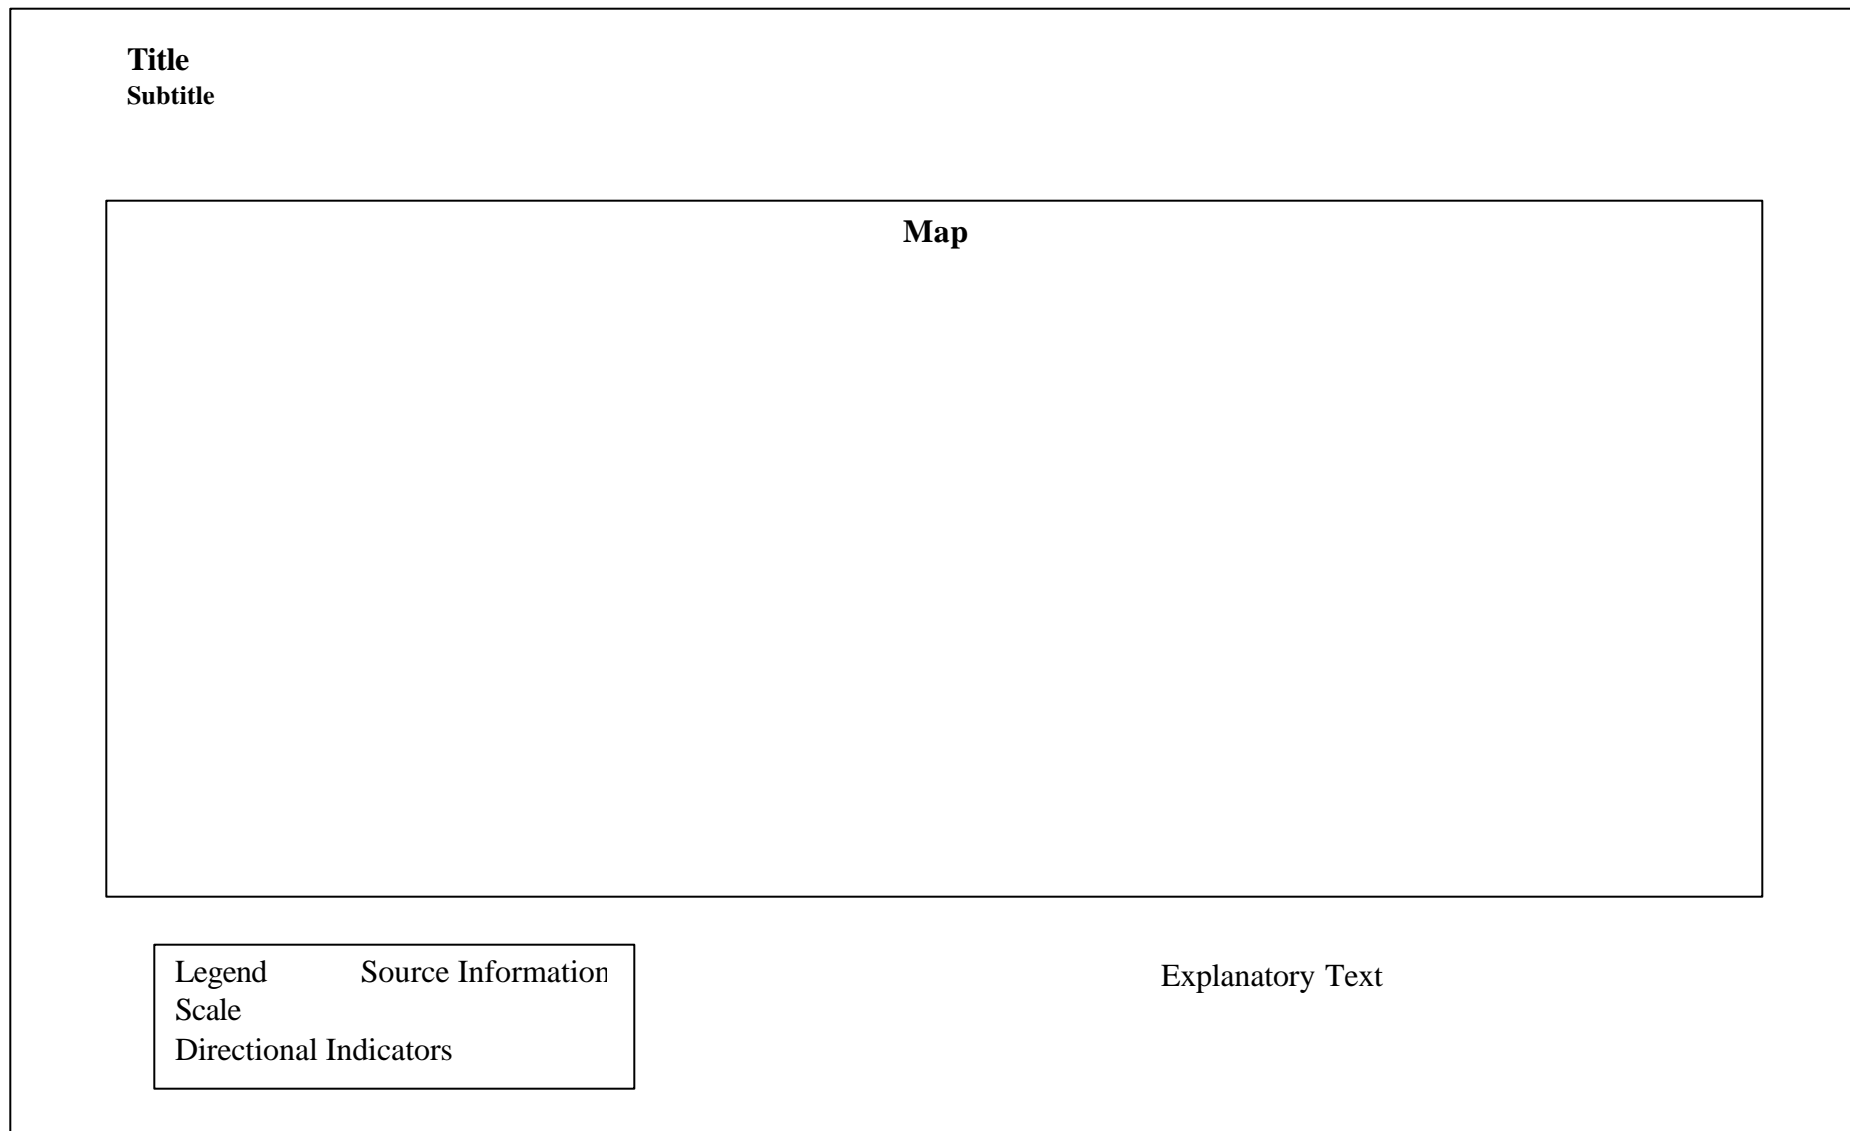 Title
Subtitle
Map
Legend Source Information
Scale
Directional Indicators
Explanatory Text